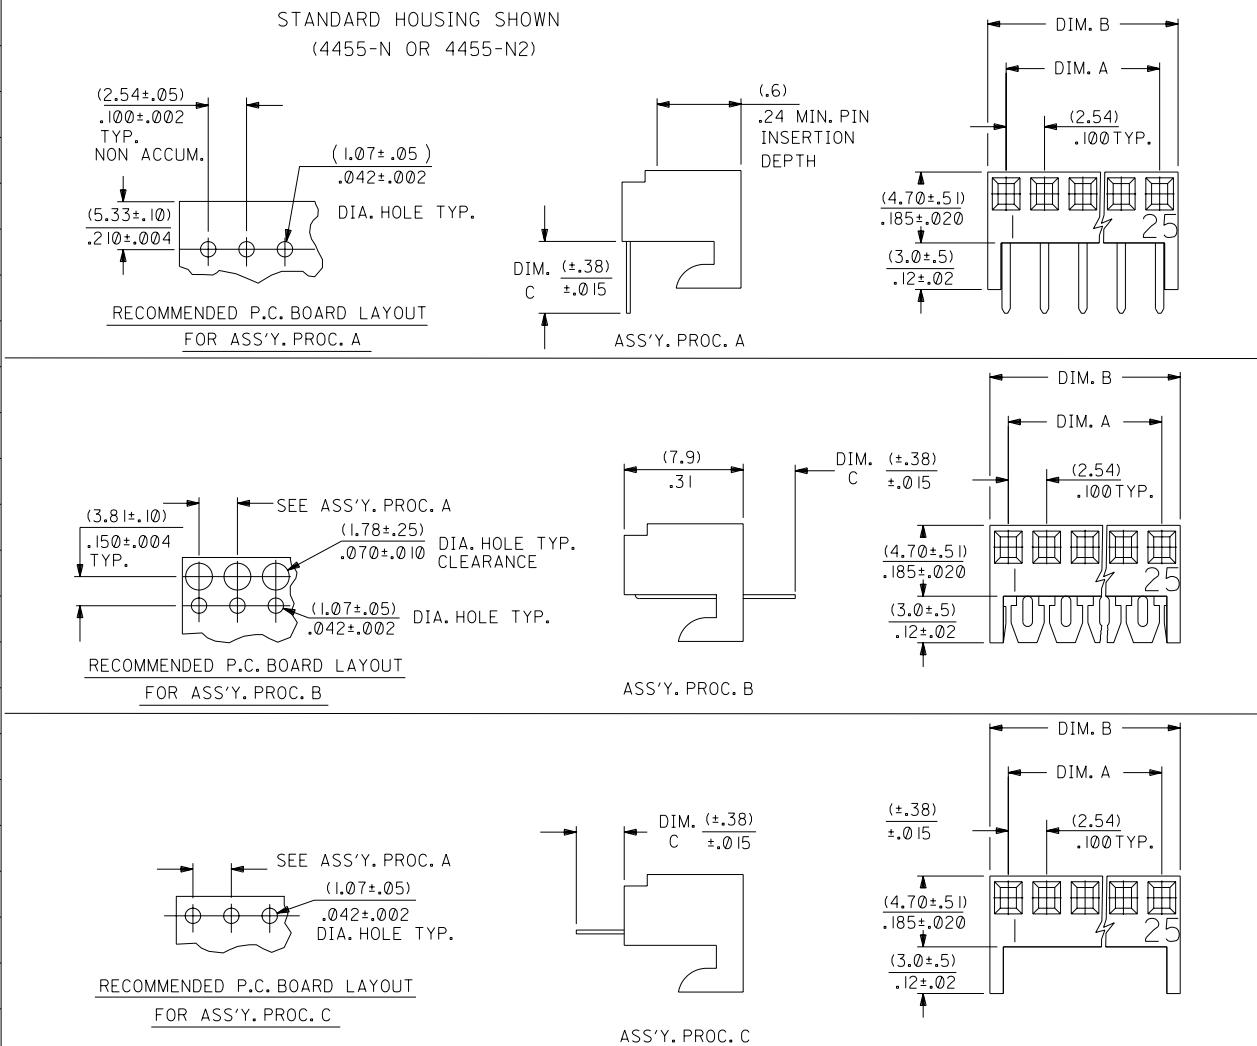 STANDARD HOUSING SHOWN
(4455-N OR 4455-N2)
(2.54±.05)
.100±.002
TYP.
NON ACCUM.
(1.07±.05)
.042±.002
DIA. HOLE TYP.
(5.33±.10)
.210±.004
RECOMMENDED P.C. BOARD LAYOUT
FOR ASS'Y. PROC. A
(.6)
.24 MIN. PIN
INSERTION
DEPTH
DIM. C (±.38)
±.015
ASS'Y. PROC. A
DIM. B
DIM. A
(2.54)
.100 TYP.
(4.70±.51)
.185±.020
(3.0±.5)
.12±.02
1
25
SEE ASS'Y. PROC. A
(3.81±.10)
.150±.004
TYP.
(1.78±.25)
.070±.010
DIA. HOLE TYP.
CLEARANCE
(1.07±.05)
.042±.002
DIA. HOLE TYP.
RECOMMENDED P.C. BOARD LAYOUT
FOR ASS'Y. PROC. B
(7.9)
.31
DIM. C (±.38)
±.015
ASS'Y. PROC. B
DIM. B
DIM. A
(2.54)
.100 TYP.
(4.70±.51)
.185±.020
(3.0±.5)
.12±.02
1
25
SEE ASS'Y. PROC. A
(1.07±.05)
.042±.002
DIA. HOLE TYP.
RECOMMENDED P.C. BOARD LAYOUT
FOR ASS'Y. PROC. C
DIM. C (±.38)
±.015
ASS'Y. PROC. C
DIM. B
DIM. A
(±.38)
±.015
(2.54)
.100 TYP.
(4.70±.51)
.185±.020
(3.0±.5)
.12±.02
1
25